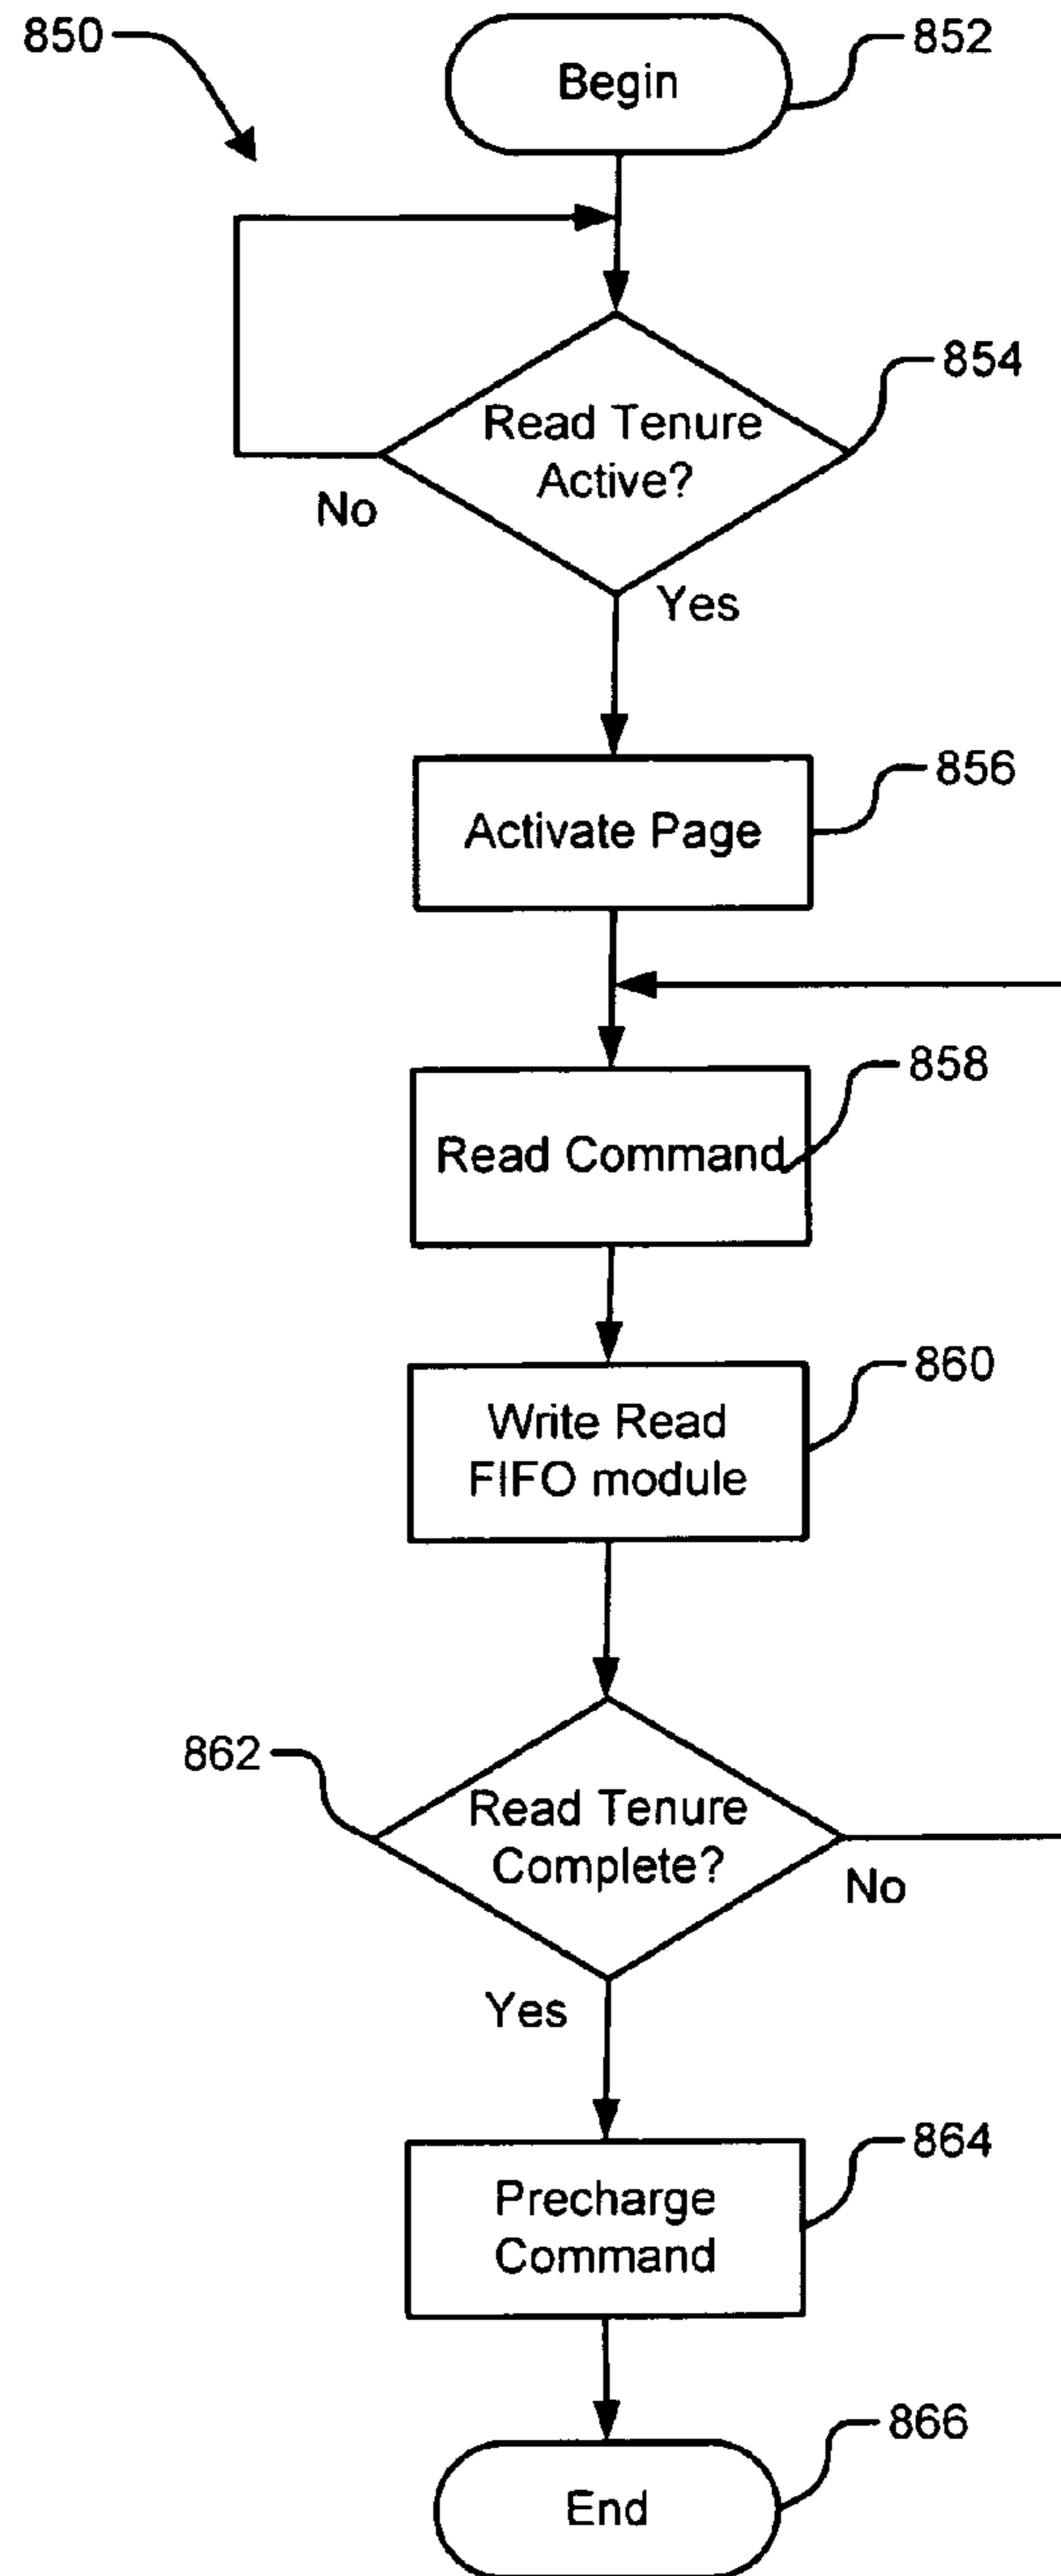 850
852
Begin
854
Read Tenure
Active?
No
Yes
856
Activate Page
858
Read Command
860
Write Read
FIFO module
862
Read Tenure
Complete?
No
Yes
864
Precharge
Command
866
End